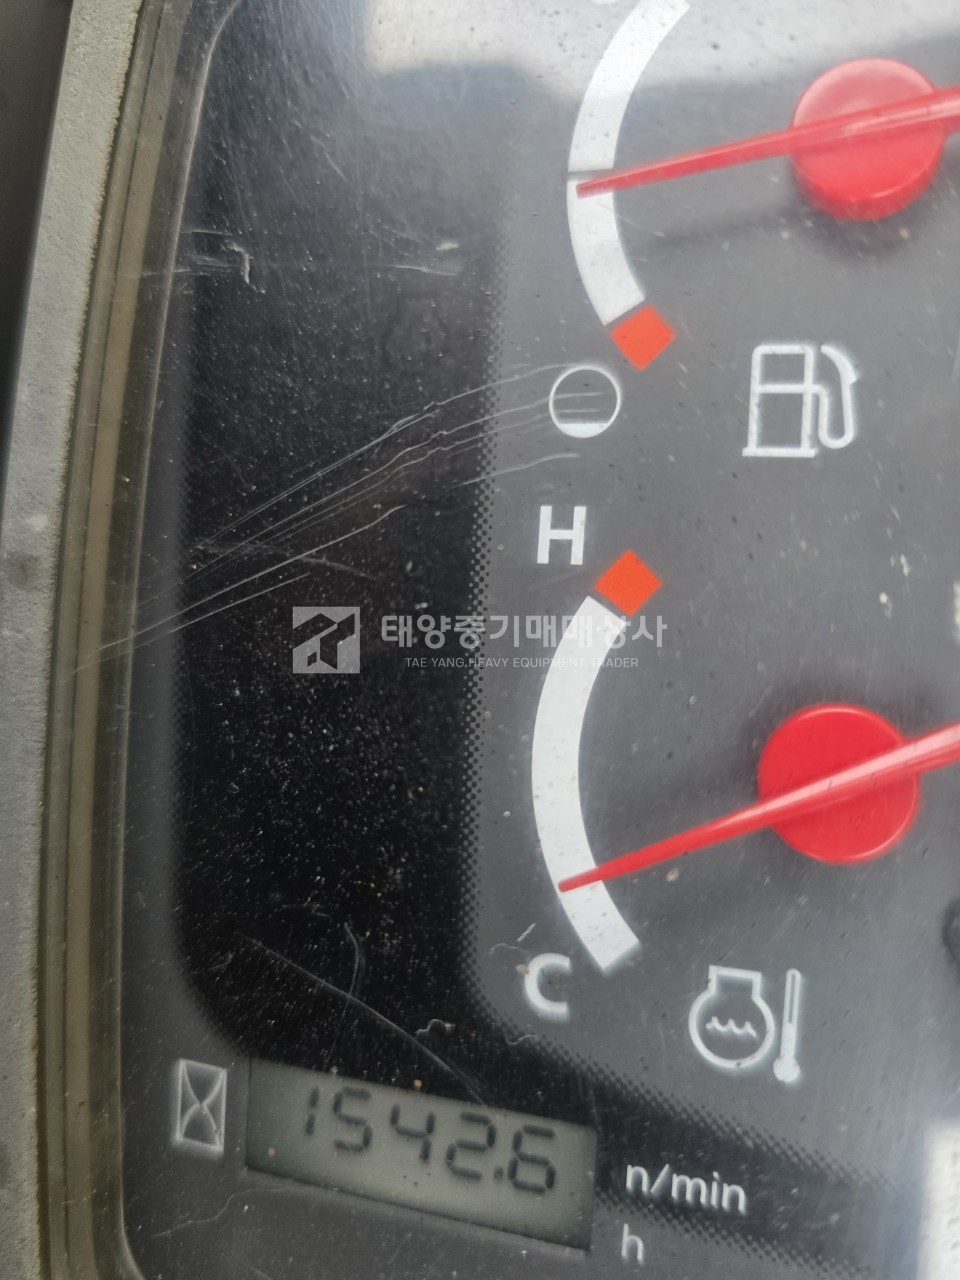 H
태양중기매매상사
TAE YANG HEAVY EQUIPMENT TRADER
C
1542.6
n/min
h